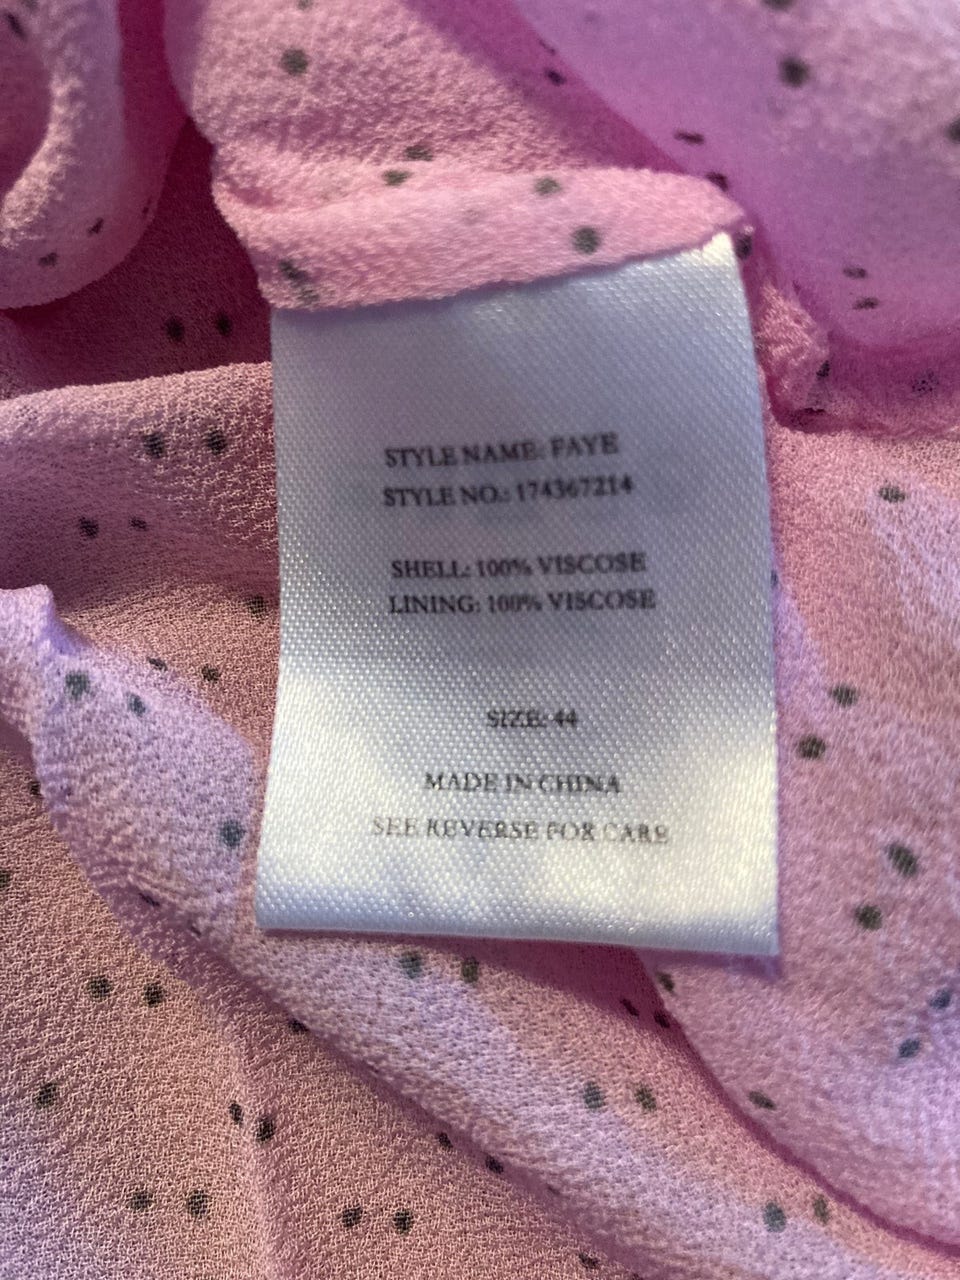 STYLE NAME: FAYE
STYLE NO.: 174367214
SHELL: 100% VISCOSE
LINING: 100% VISCOSE
SIZE: 44
MADE IN CHINA
SEE REVERSE FOR CARE